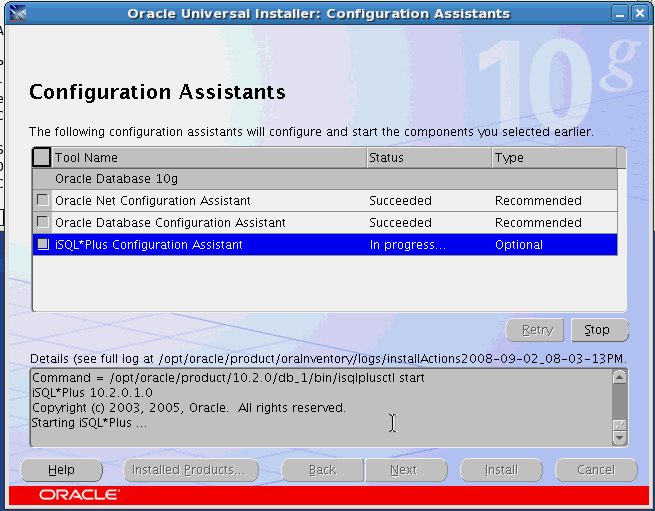 Oracle Universal Installer: Configuration Assistants
10g
Configuration Assistants
The following configuration assistants will configure and start the components you selected earlier.
Tool Name Status Type
Oracle Database 10g
Oracle Net Configuration Assistant Succeeded Recommended
Oracle Database Configuration Assistant Succeeded Recommended
iSQL*Plus Configuration Assistant In progress... Optional
Retry Stop
Details (see full log at /opt/oracle/product/oraInventory/logs/installActions2008-09-02_08-03-13PM.
Command = /opt/oracle/product/10.2.0/db_1/bin/isqlplusctl start
iSQL*Plus 10.2.0.1.0
Copyright (c) 2003, 2005, Oracle. All rights reserved.
Starting iSQL*Plus ...
Help Installed Products... Back Next Install Cancel
ORACLE